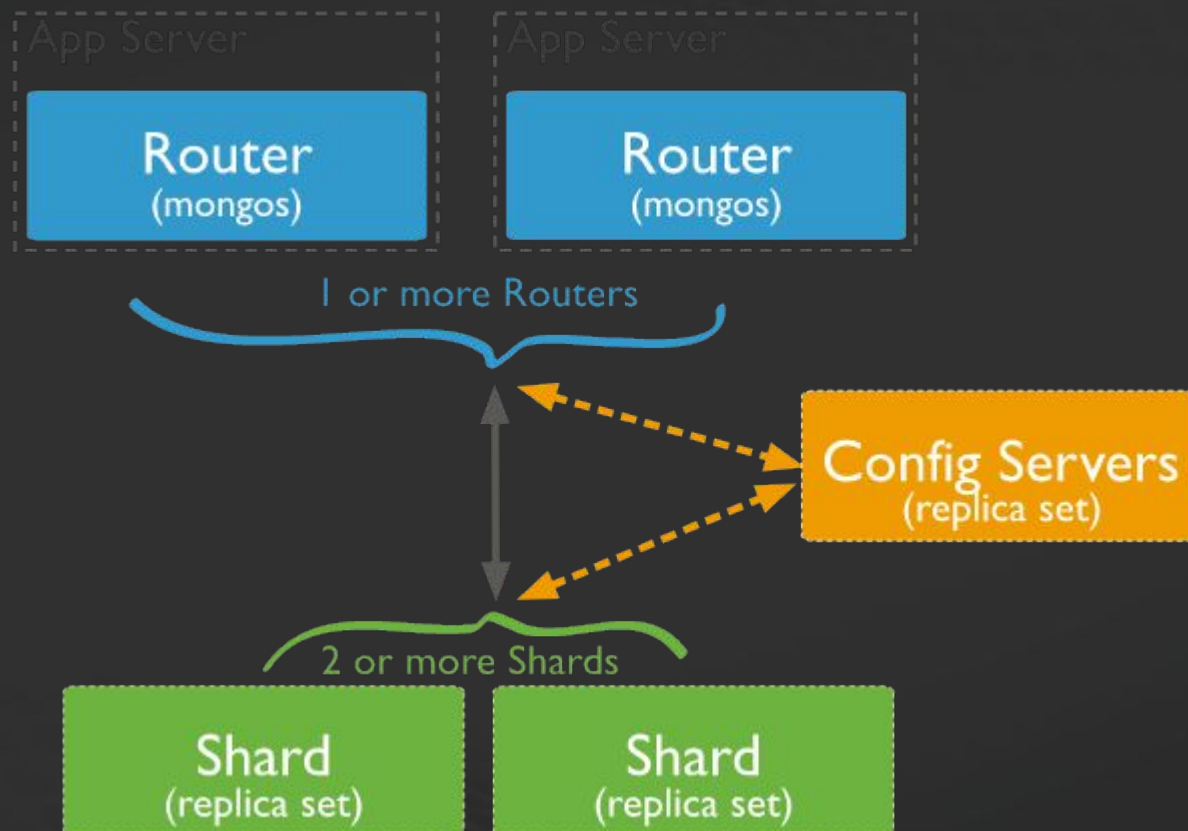 App Server
App Server
Router
(mongos)
Router
(mongos)
1 or more Routers
Config Servers
(replica set)
2 or more Shards
Shard
(replica set)
Shard
(replica set)